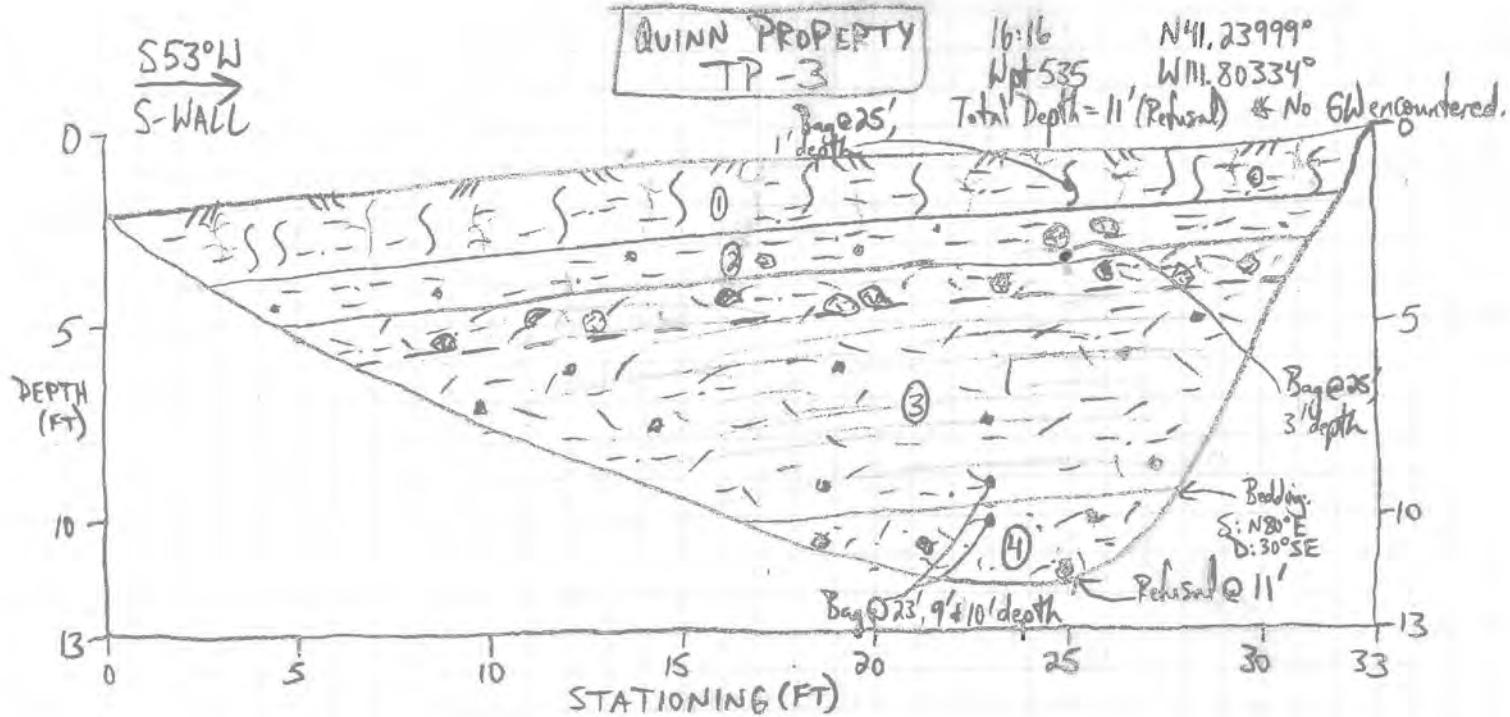 QUINN PROPERTY
TP-3
16:16
N41.23999°
Wpt 535
W111.80334°
Total Depth = 11' (Refusal) * No GW encountered.
S53°W
S-WALL
Bag @ 25',
1' depth
0
5
10
13
DEPTH
(FT)
1
2
3
4
0
5
10
13
Bag @ 25'
3' depth
Bedding
S: N80°E
D: 30°SE
Refusal @ 11'
Bag @ 23', 9' & 10' depth
0 5 10 15 20 25 30 33
STATIONING (FT)